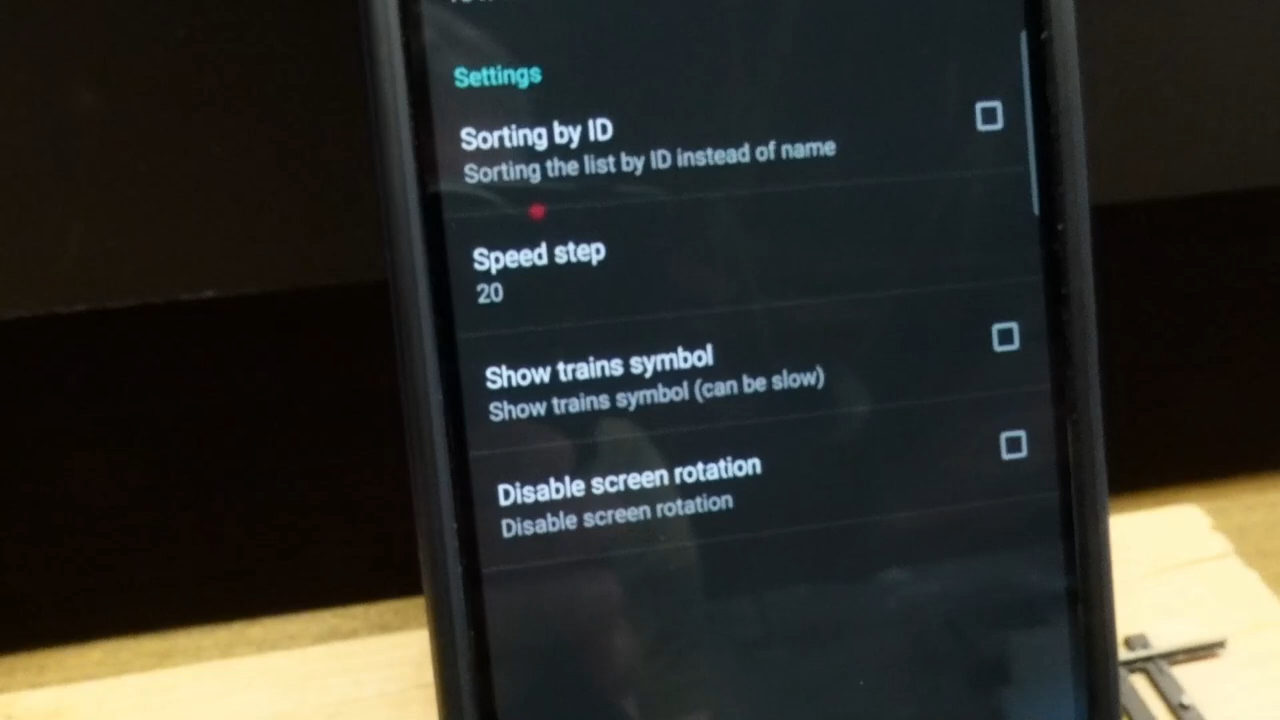 Settings
Sorting by ID
Sorting the list by ID instead of name
Speed step
20
Show trains symbol
Show trains symbol (can be slow)
Disable screen rotation
Disable screen rotation